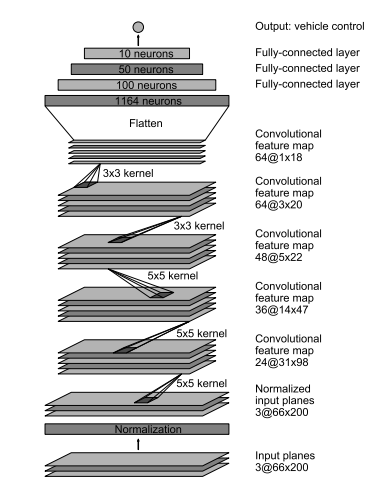 Output: vehicle control
10 neurons
Fully-connected layer
50 neurons
Fully-connected layer
100 neurons
Fully-connected layer
1164 neurons
Flatten
Convolutional
feature map
64@1x18
3x3 kernel
Convolutional
feature map
64@3x20
3x3 kernel
Convolutional
feature map
48@5x22
5x5 kernel
Convolutional
feature map
36@14x47
5x5 kernel
Convolutional
feature map
24@31x98
5x5 kernel
Normalized
input planes
3@66x200
Normalization
Input planes
3@66x200